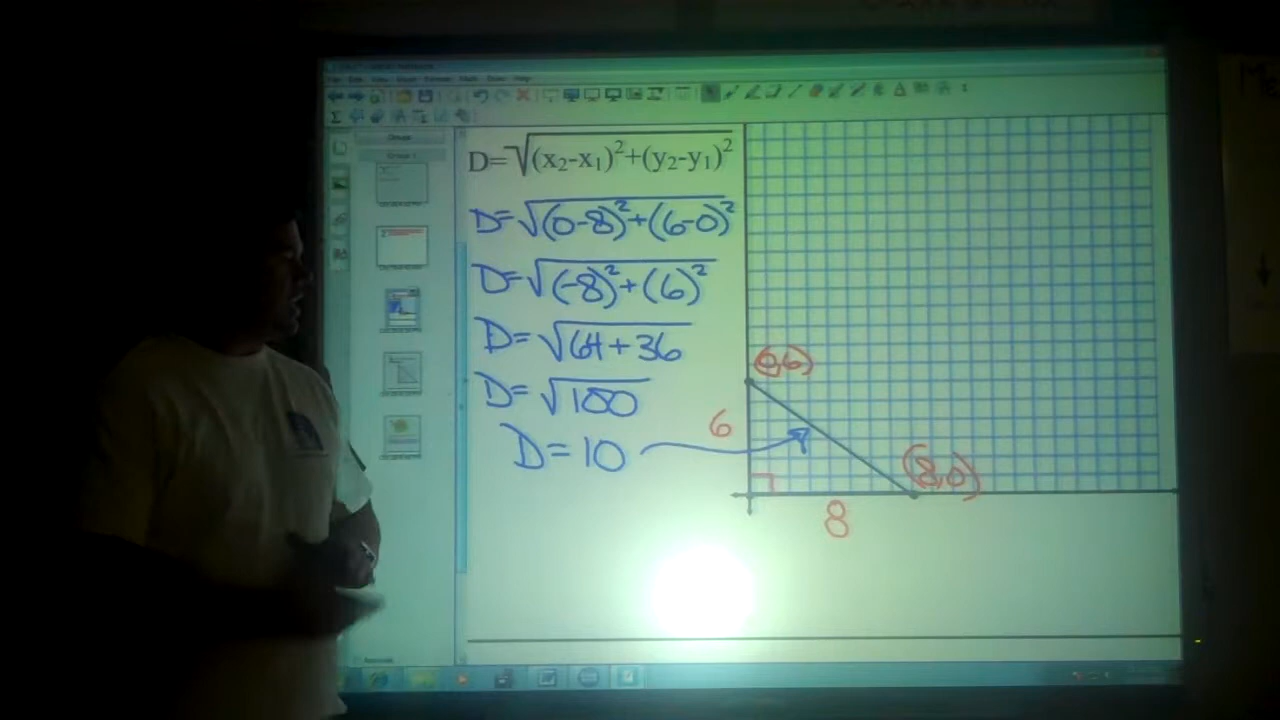 D=√(x₂-x₁)²+(y₂-y₁)²
D=√(0-8)²+(6-0)²
D=√(-8)²+(6)²
D=√64+36
D=√100
D=10
(0,6)
6
(8,0)
8